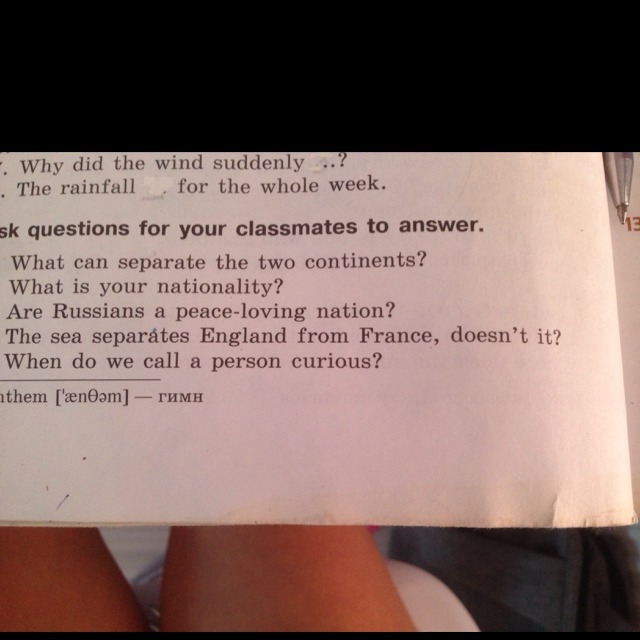 . Why did the wind suddenly ...?
. The rainfall ... for the whole week.
sk questions for your classmates to answer.
What can separate the two continents?
What is your nationality?
Are Russians a peace-loving nation?
The sea separátes England from France, doesn't it?
When do we call a person curious?
nthem ['ænθəm] — гимн
13